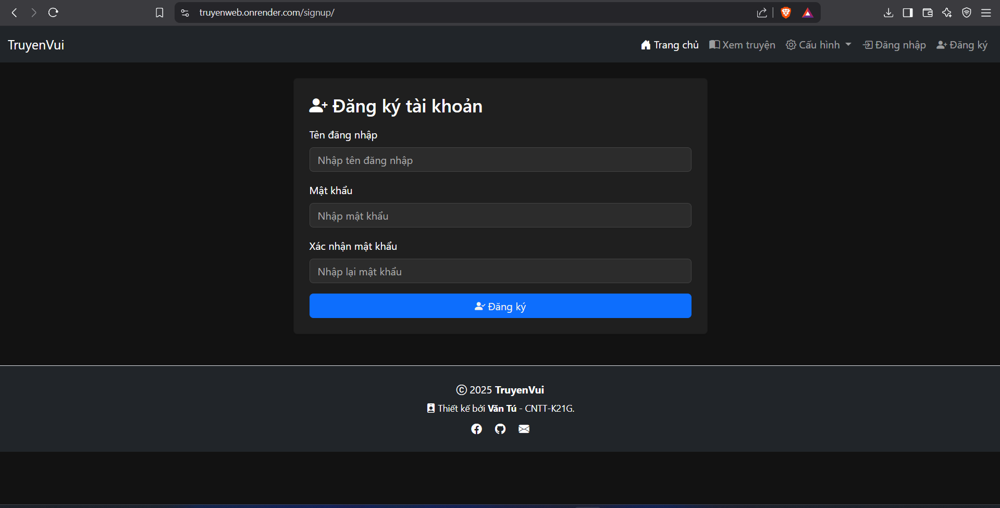 truyenweb.onrender.com/signup/
TruyenVui
Trang chủ Xem truyện Cấu hình Đăng nhập Đăng ký
Đăng ký tài khoản
Tên đăng nhập
Nhập tên đăng nhập
Mật khẩu
Nhập mật khẩu
Xác nhận mật khẩu
Nhập lại mật khẩu
Đăng ký
© 2025 TruyenVui
Thiết kế bởi Văn Tú - CNTT-K21G.